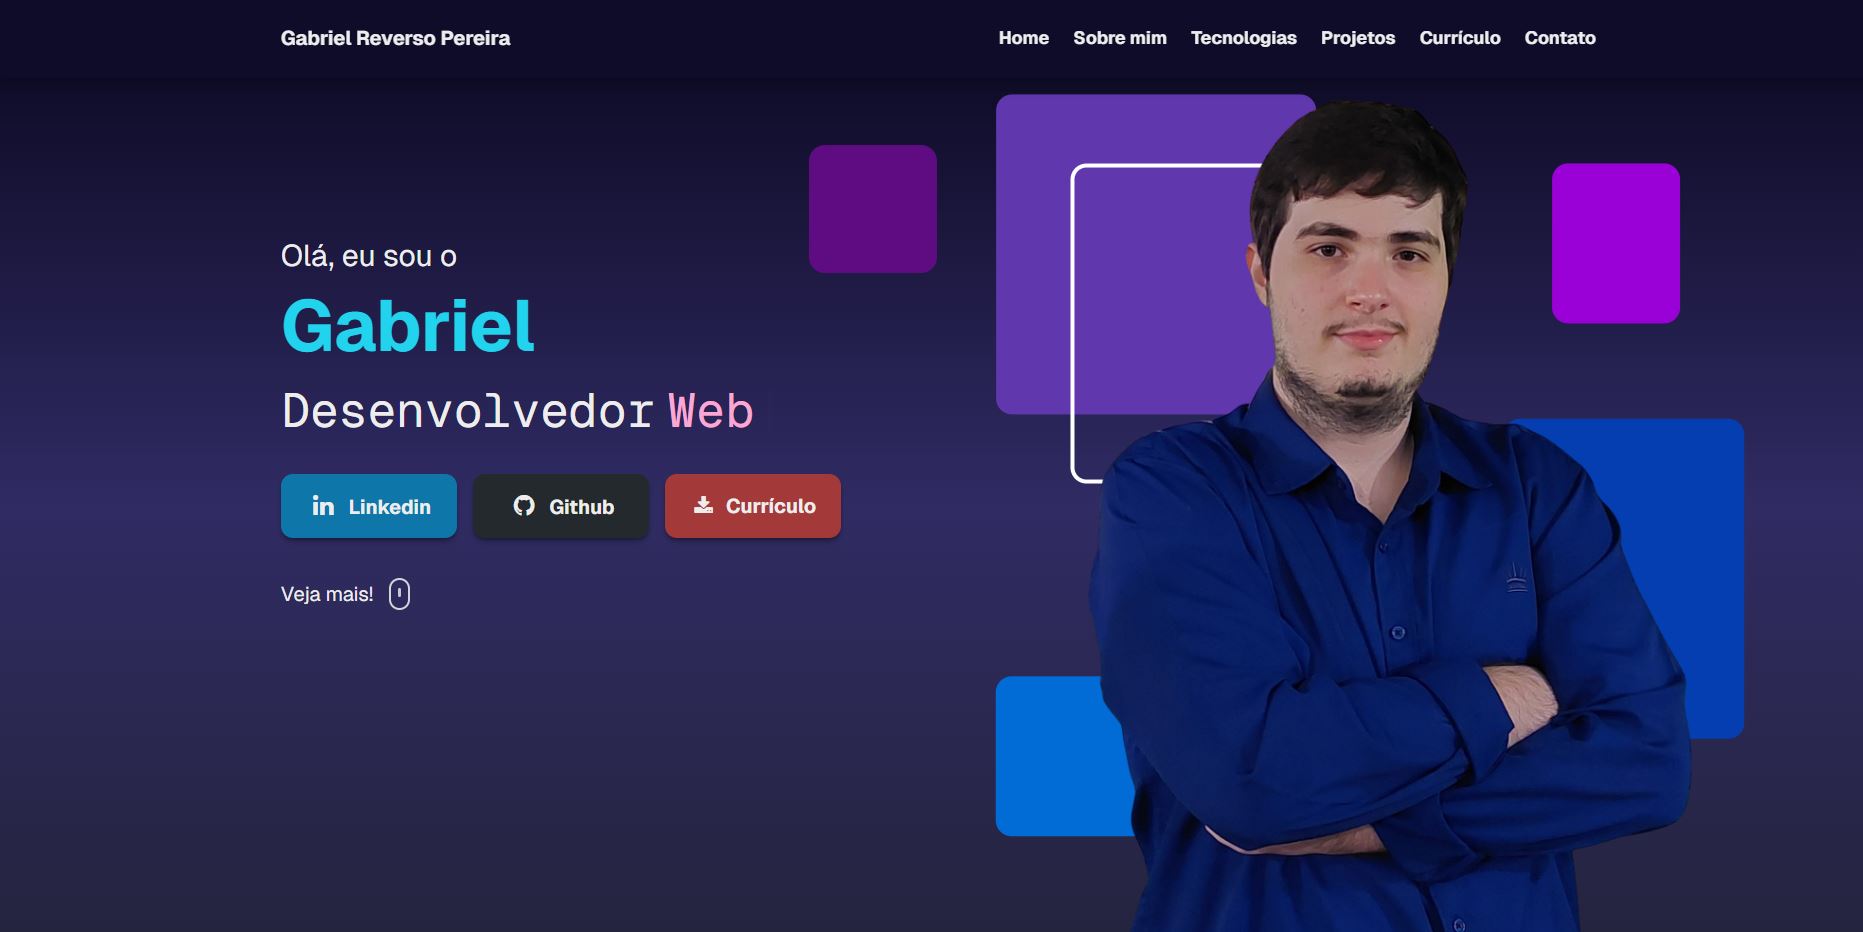 Gabriel Reverso Pereira
Home Sobre mim Tecnologias Projetos Currículo Contato
Olá, eu sou o
Gabriel
Desenvolvedor Web
Linkedin Github Currículo
Veja mais!